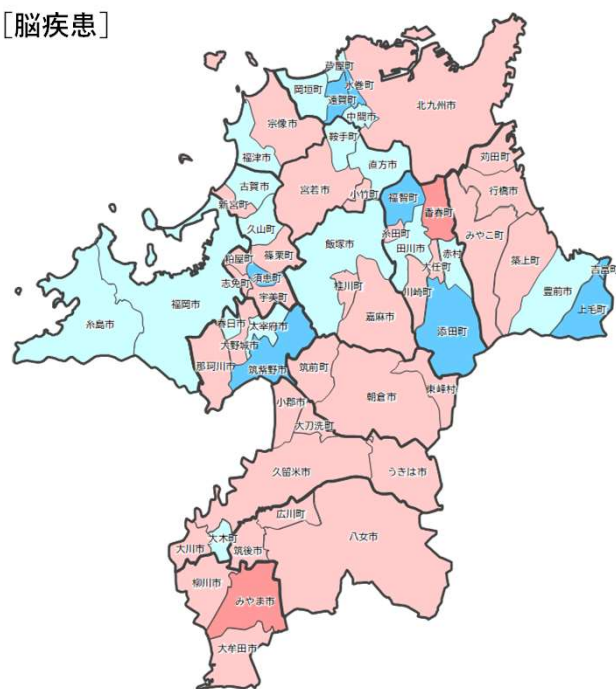 [脳疾患]
芦屋町
水巻町
岡垣町
遠賀町
北九州市
中間市
宗像市
鞍手町
福津市
直方市
苅田町
古賀市
宮若市
小竹町
福智町
香春町
行橋市
新宮町
久山町
糸田町
みやこ町
飯塚市
田川市
赤村
築上町
粕屋町
篠栗町
大任町
吉富町
志免町
須恵町
桂川町
川崎町
豊前市
上毛町
福岡市
宇美町
嘉麻市
糸島市
春日市
太宰府市
添田町
大野城市
那珂川市
筑紫野市
筑前町
朝倉市
東峰村
小郡市
大刀洗町
久留米市
うきは市
広川町
八女市
大木町
大川市
筑後市
柳川市
みやま市
大牟田市